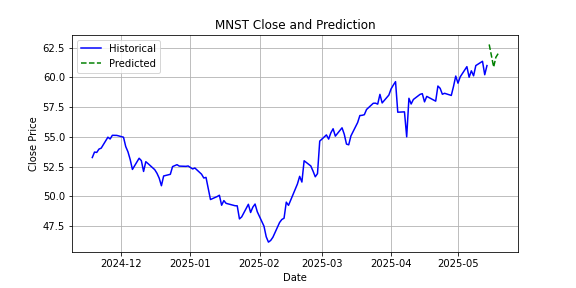 MNST Close and Prediction
Historical
Predicted
Close Price
62.5
60.0
57.5
55.0
52.5
50.0
47.5
2024-12
2025-01
2025-02
2025-03
2025-04
2025-05
Date